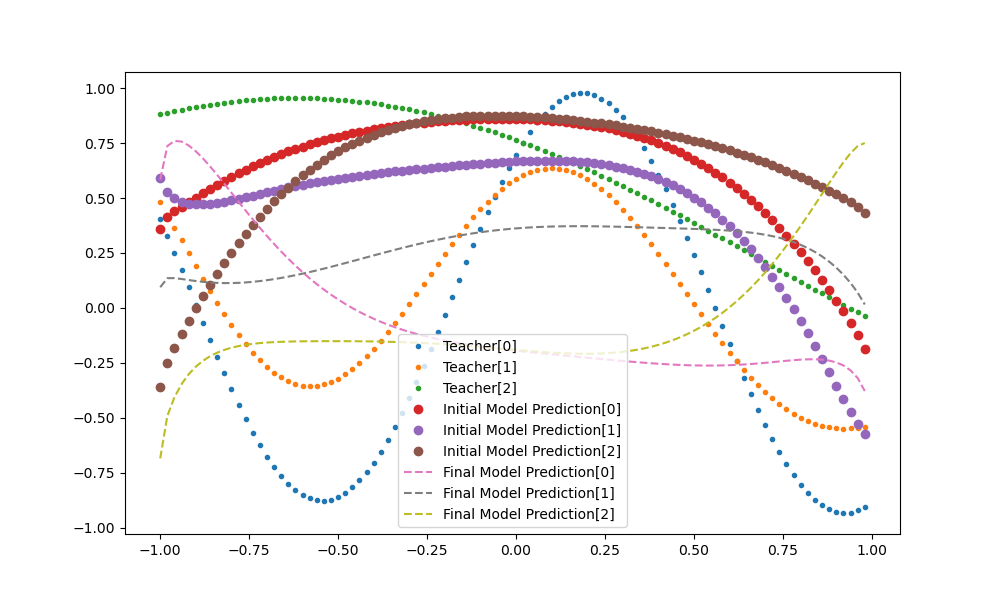 1.00
0.75
0.50
0.25
0.00
−0.25
−0.50
−0.75
−1.00
Teacher[0]
Teacher[1]
Teacher[2]
Initial Model Prediction[0]
Initial Model Prediction[1]
Initial Model Prediction[2]
Final Model Prediction[0]
Final Model Prediction[1]
Final Model Prediction[2]
−1.00 −0.75 −0.50 −0.25 0.00 0.25 0.50 0.75 1.00